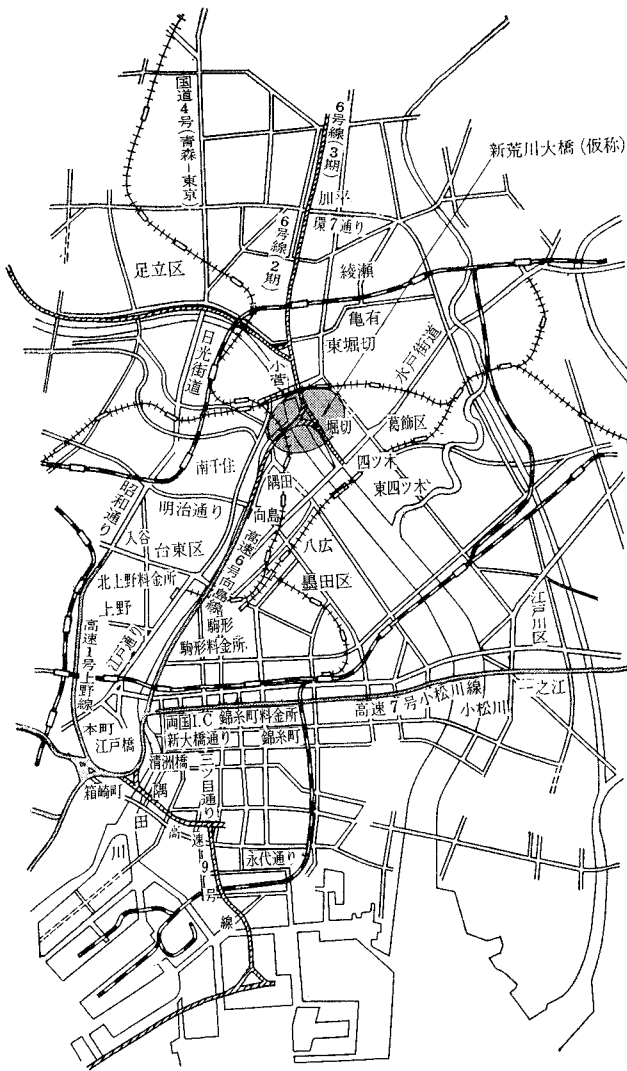 国道4号(青森―東京)
6号線(3期)
新荒川大橋(仮称)
加平
環7通り
6号線(2期)
綾瀬
足立区
亀有
東堀切
水戸街道
日光街道
小菅
葛飾区
堀切
四ツ木
南千住
隅田
東四ツ木
昭和通り
明治通り
向島
八広
入谷
台東区
墨田区
高速6号向島線
北上野料金所
上野
駒形
駒形料金所
江戸川区
江戸通り
高速1号上野線
高速7号小松川線
一之江
小松川
両国I.C
錦糸町料金所
新大橋通り
錦糸町
本町
江戸橋
清洲橋
三ツ目通り
箱崎町
隅田川
高速9号線
永代通り